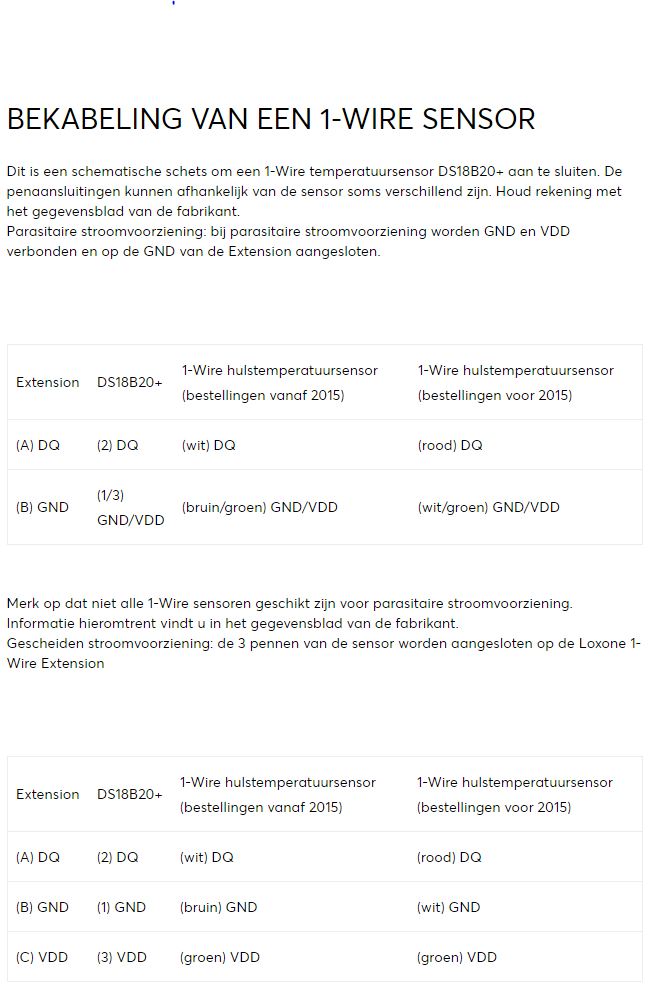 BEKABELING VAN EEN 1-WIRE SENSOR
Dit is een schematische schets om een 1-Wire temperatuursensor DS18B20+ aan te sluiten. De
penaansluitingen kunnen afhankelijk van de sensor soms verschillend zijn. Houd rekening met
het gegevensblad van de fabrikant.
Parasitaire stroomvoorziening: bij parasitaire stroomvoorziening worden GND en VDD
verbonden en op de GND van de Extension aangesloten.
Extension DS18B20+ 1-Wire hulstemperatuursensor (bestellingen vanaf 2015) 1-Wire hulstemperatuursensor (bestellingen voor 2015)
(A) DQ (2) DQ (wit) DQ (rood) DQ
(B) GND (1/3) GND/VDD (bruin/groen) GND/VDD (wit/groen) GND/VDD
Merk op dat niet alle 1-Wire sensoren geschikt zijn voor parasitaire stroomvoorziening.
Informatie hieromtrent vindt u in het gegevensblad van de fabrikant.
Gescheiden stroomvoorziening: de 3 pennen van de sensor worden aangesloten op de Loxone 1-
Wire Extension
Extension DS18B20+ 1-Wire hulstemperatuursensor (bestellingen vanaf 2015) 1-Wire hulstemperatuursensor (bestellingen voor 2015)
(A) DQ (2) DQ (wit) DQ (rood) DQ
(B) GND (1) GND (bruin) GND (wit) GND
(C) VDD (3) VDD (groen) VDD (groen) VDD